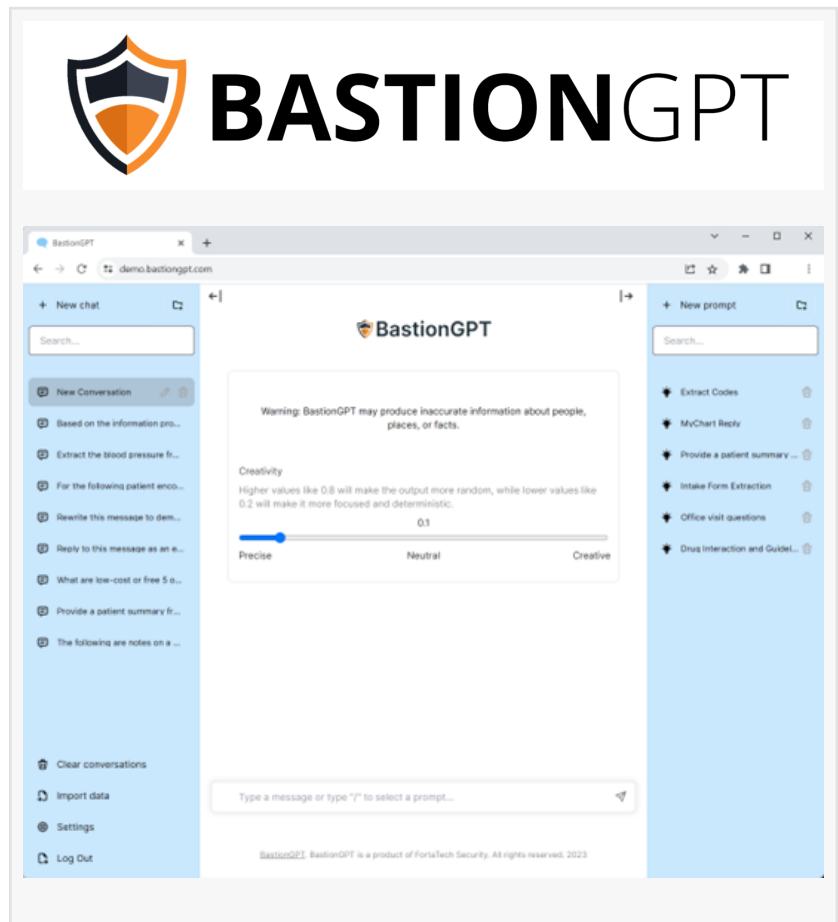 BASTIONGPT
BastionGPT
demo.bastiongpt.com
+ New chat
Search...
New Conversation
Based on the information pro...
Extract the blood pressure fr...
For the following patient enco...
Rewrite this message to dem...
Reply to this message as an e...
What are low-cost or free 5 o...
Provide a patient summary fr...
The following are notes on a ...
Clear conversations
Import data
Settings
Log Out
BastionGPT
Warning: BastionGPT may produce inaccurate information about people,
places, or facts.
Creativity
Higher values like 0.8 will make the output more random, while lower values like
0.2 will make it more focused and deterministic.
0.1
Precise Neutral Creative
Type a message or type "/" to select a prompt...
BastionGPT. BastionGPT is a product of FortaTech Security. All rights reserved, 2023
+ New prompt
Search...
Extract Codes
MyChart Reply
Provide a patient summary ...
Intake Form Extraction
Office visit questions
Drug Interaction and Guidel...